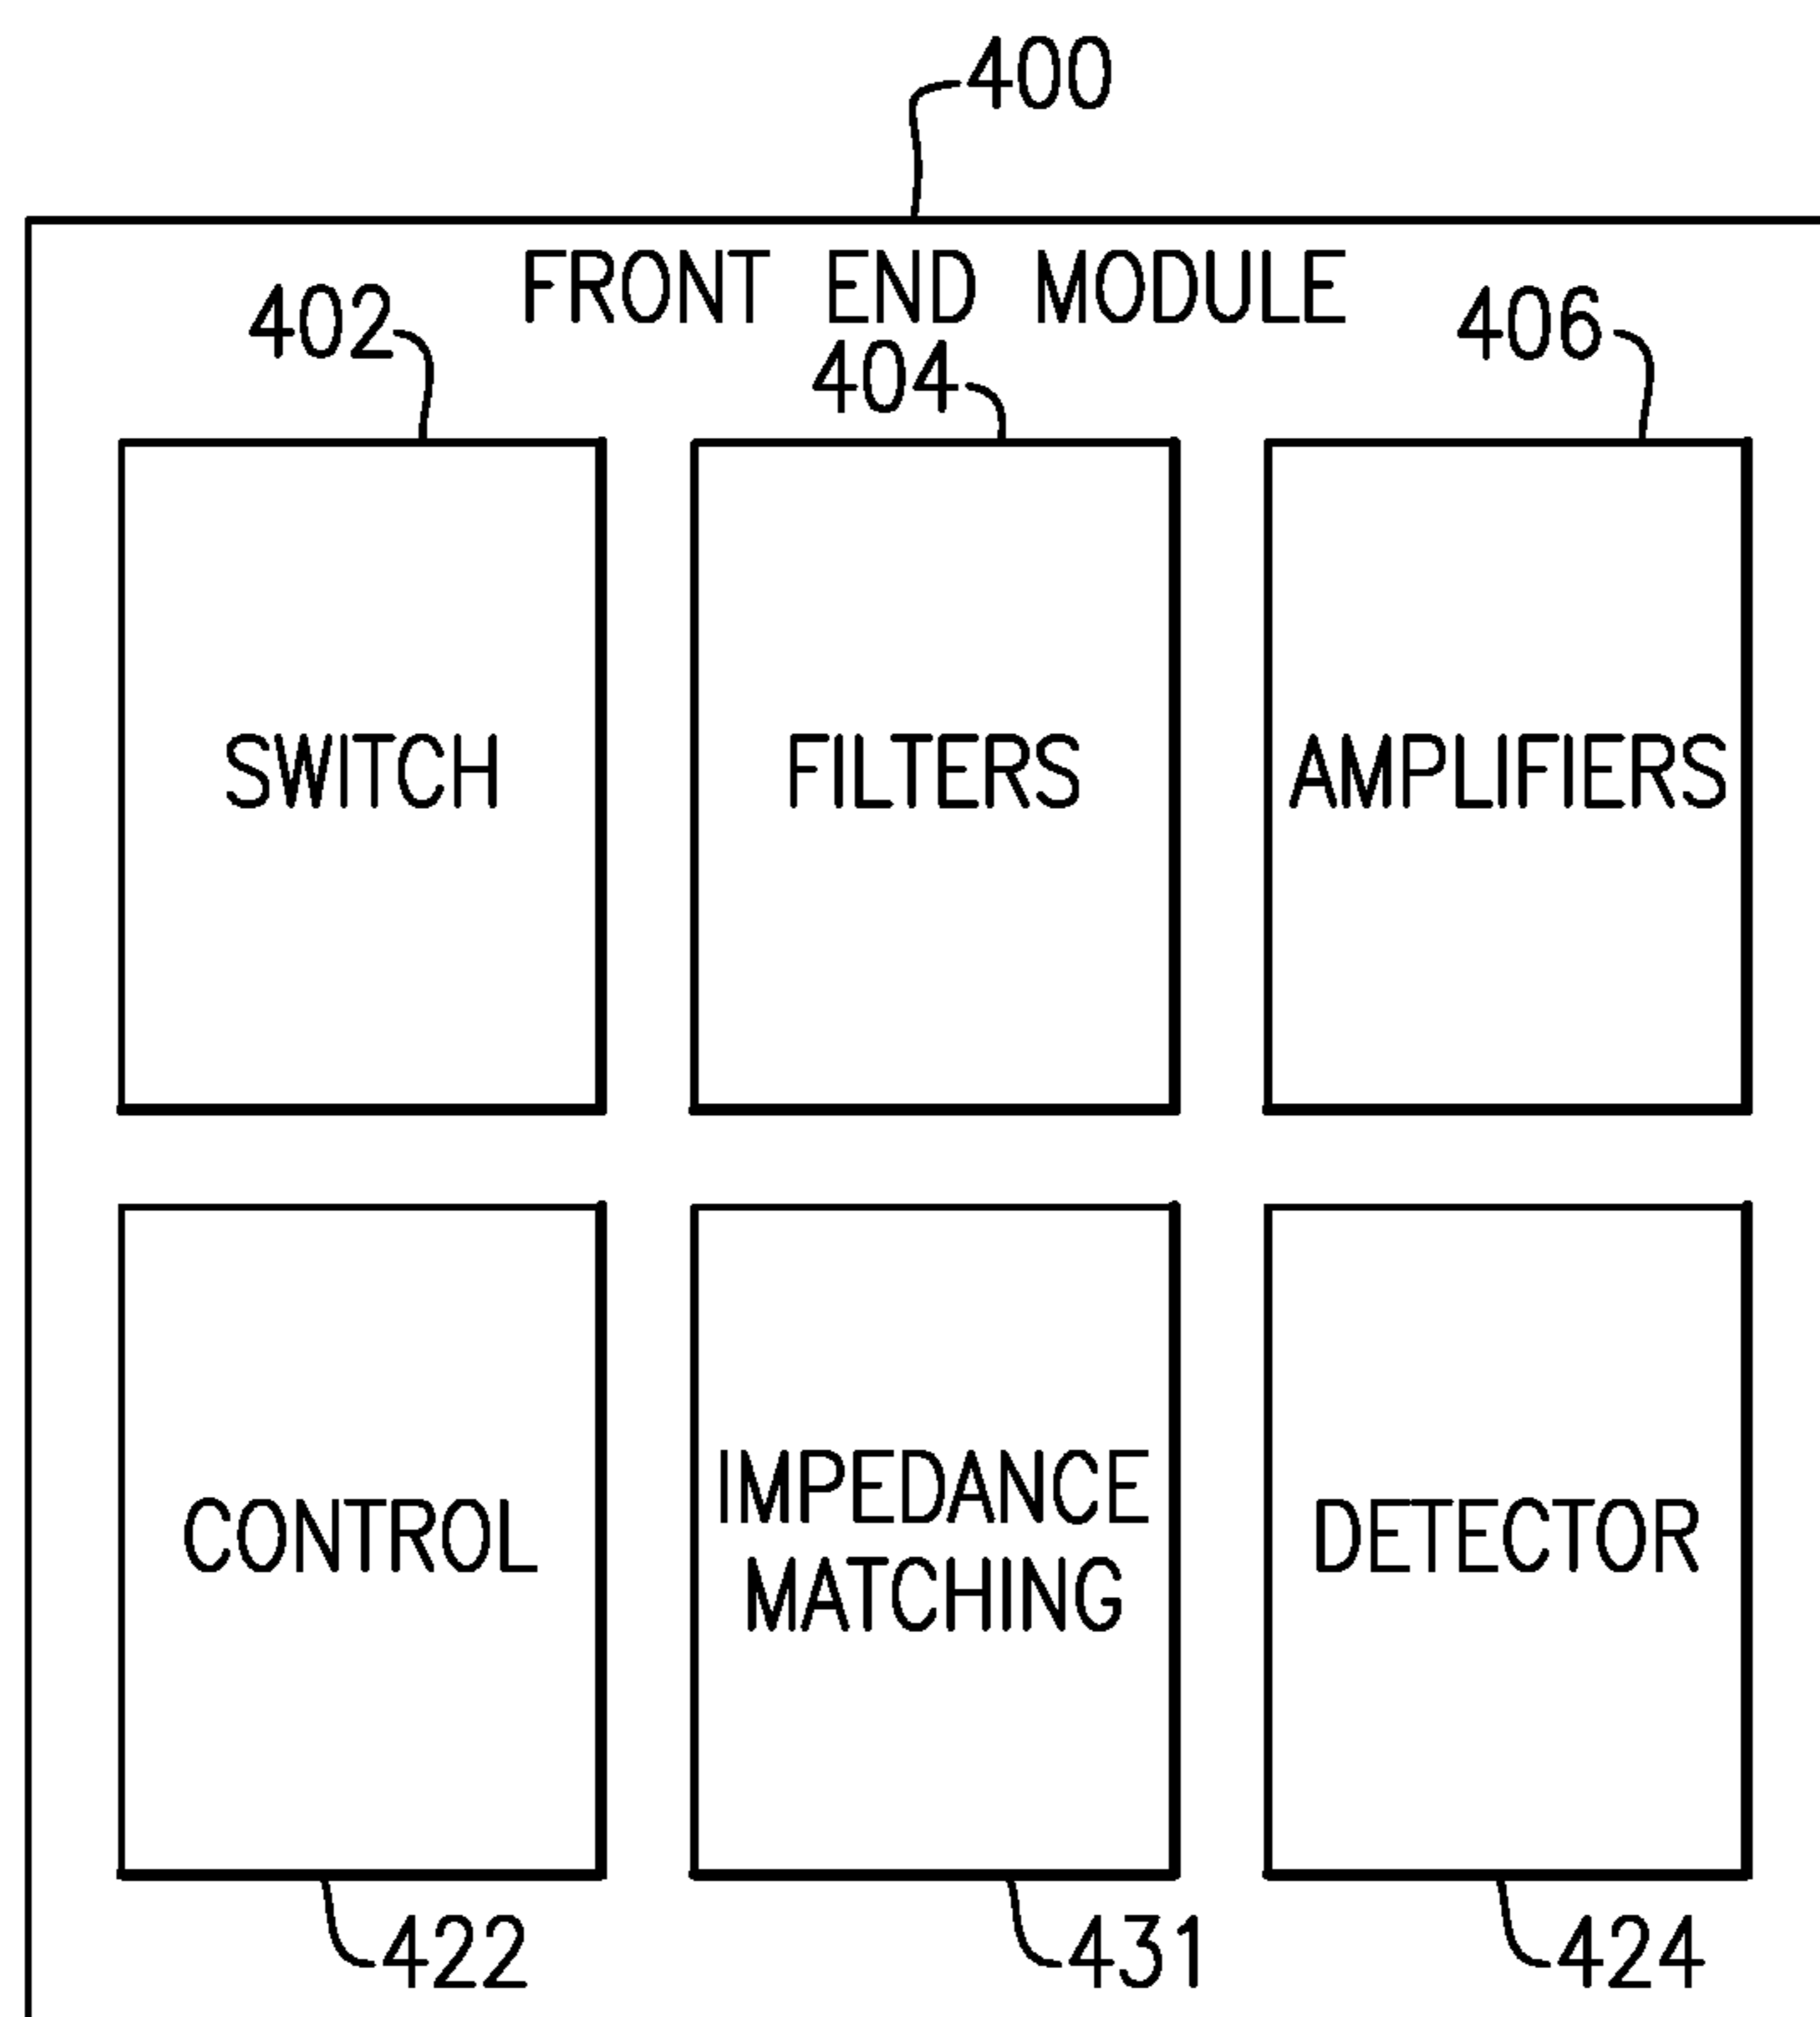 400
FRONT END MODULE
402
404
406
SWITCH
FILTERS
AMPLIFIERS
CONTROL
IMPEDANCE
MATCHING
DETECTOR
422
431
424